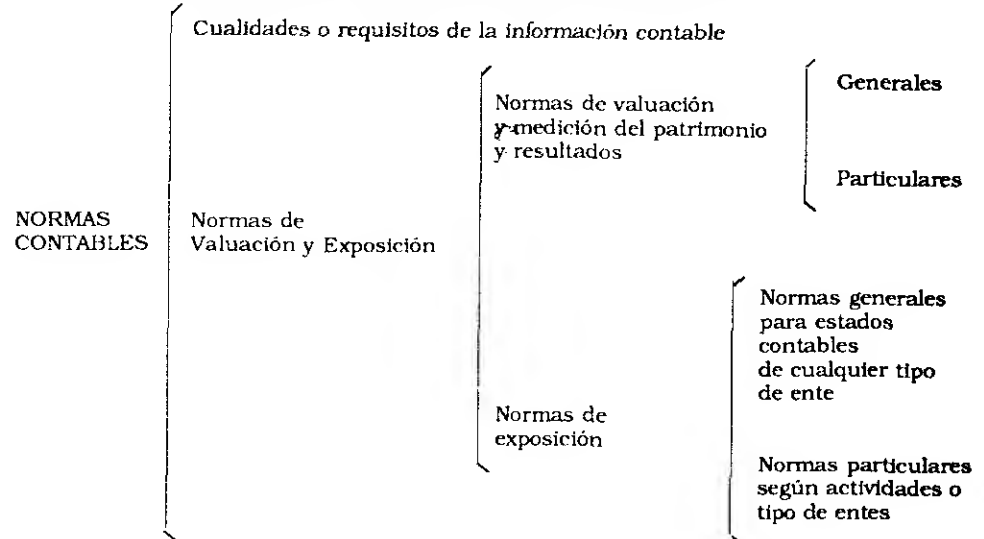 Cualidades o requisitos de la información contable
NORMAS
CONTABLES
Normas de
Valuación y Exposición
Normas de valuación
y medición del patrimonio
y resultados
Generales
Particulares
Normas de
exposición
Normas generales
para estados
contables
de cualquier tipo
de ente
Normas particulares
según actividades o
tipo de entes